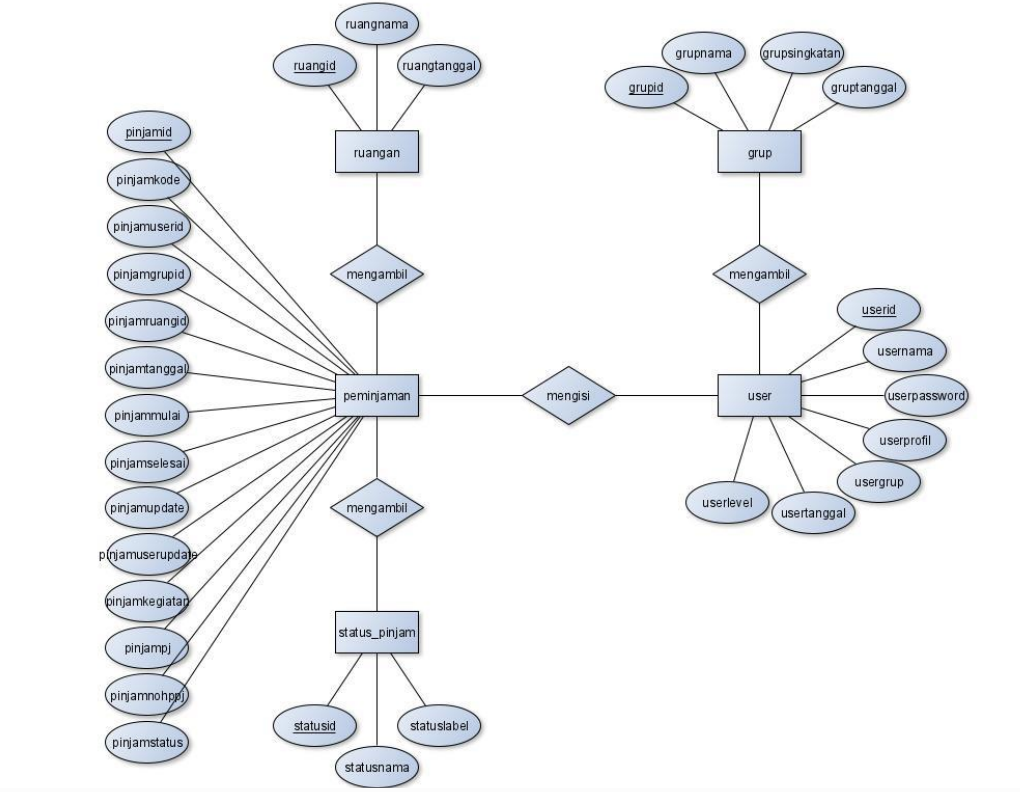 ruangnama
ruangid
ruangtanggal
grupnama
grupsingkatan
grupid
gruptanggal
ruangan
grup
pinjamid
pinjamkode
pinjamuserid
pinjamgrupid
pinjamruangid
pinjamtanggal
pinjammulai
pinjamselesai
pinjamupdate
pinjamuserupdate
pinjamkegiatan
pinjampj
pinjamnohppj
pinjamstatus
mengambil
mengambil
peminjaman
mengisi
user
userid
usernama
userpassword
userprofil
usergrup
usertanggal
userlevel
mengambil
status_pinjam
statusid
statuslabel
statusnama